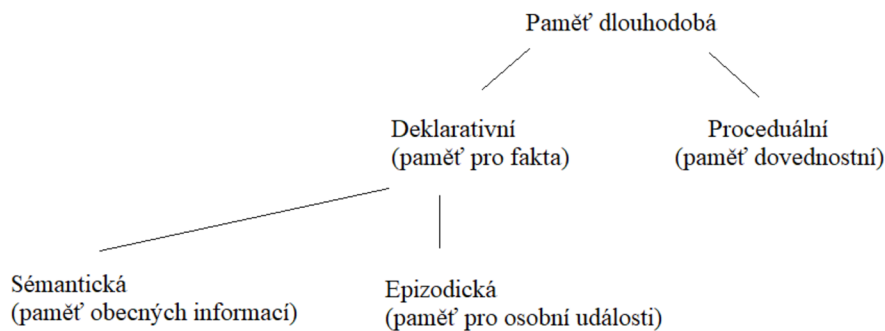 Paměť dlouhodobá
Deklarativní
(paměť pro fakta)
Proceduální
(paměť dovednostní)
Sémantická
(paměť obecných informací)
Epizodická
(paměť pro osobní události)